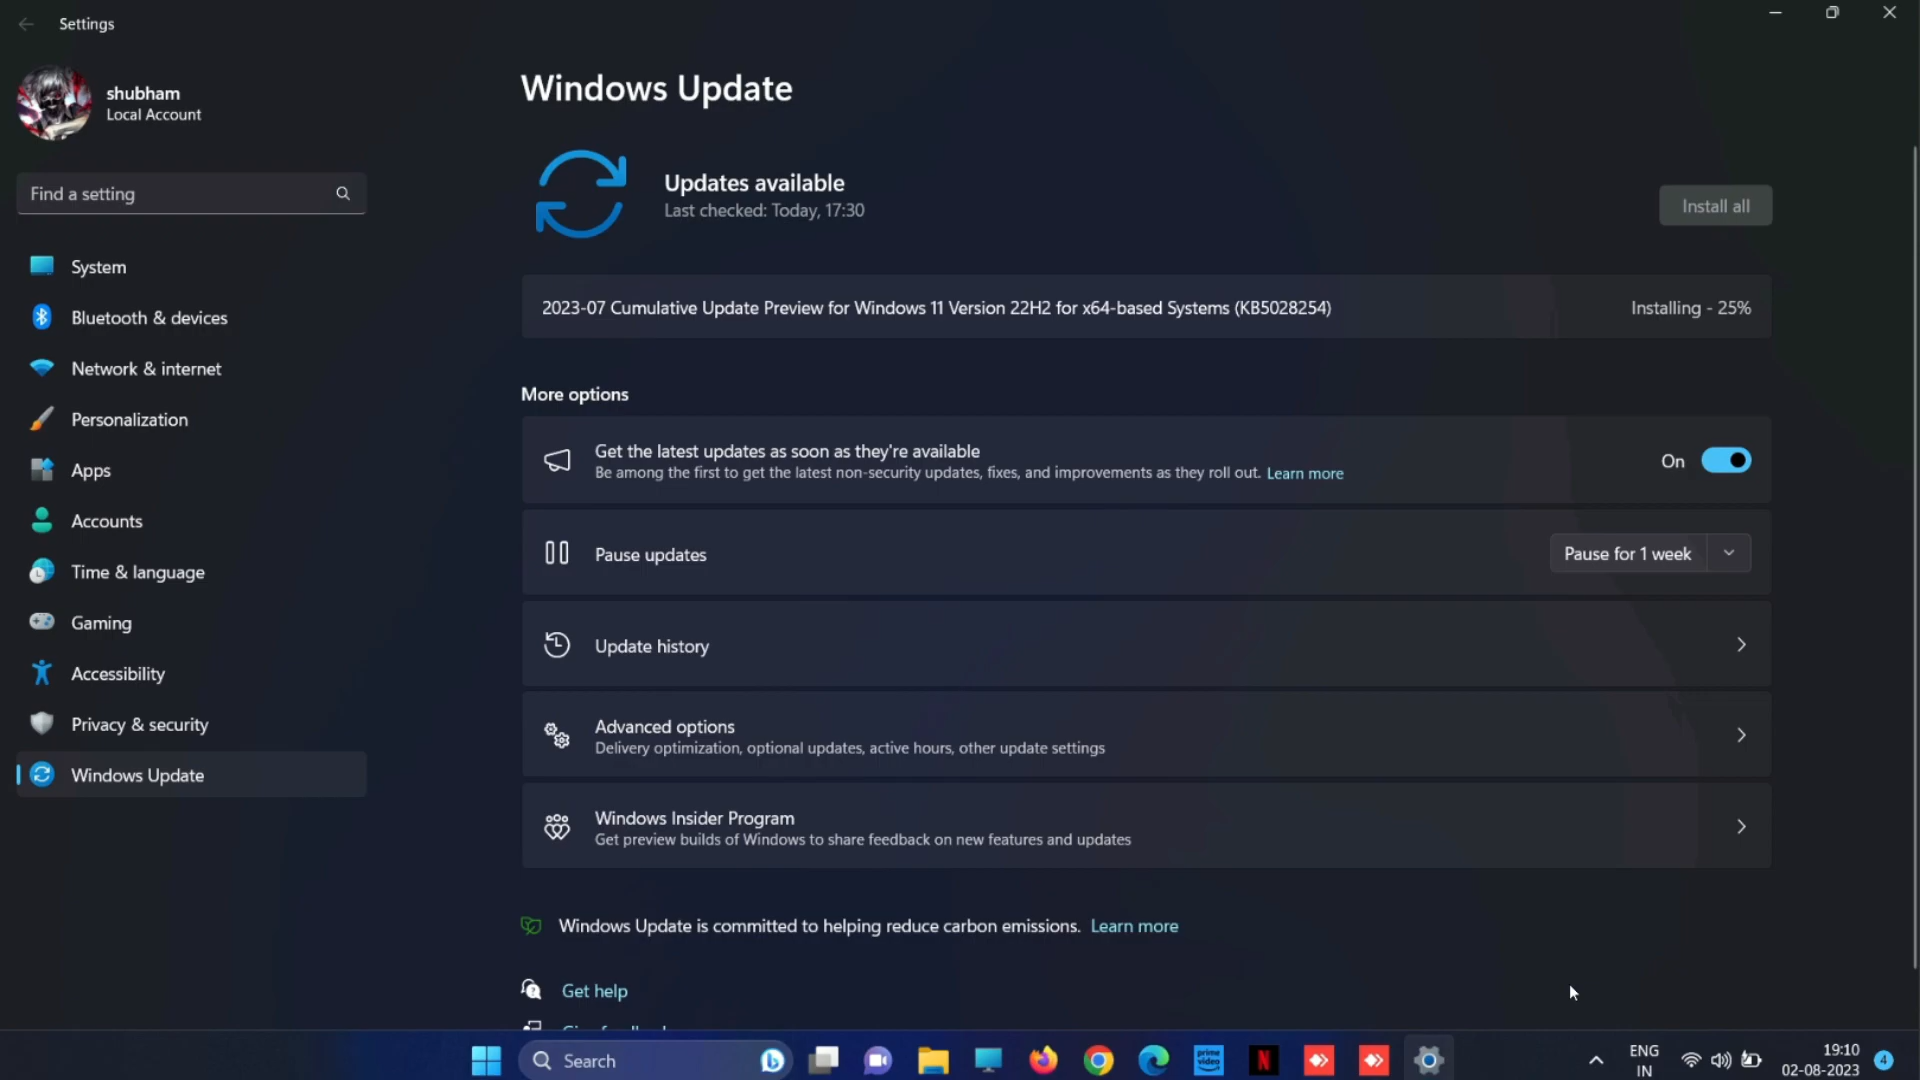 Settings
shubham
Local Account
Find a setting
System
Bluetooth & devices
Network & internet
Personalization
Apps
Accounts
Time & language
Gaming
Accessibility
Privacy & security
Windows Update
Windows Update
Updates available
Last checked: Today, 17:30
Install all
2023-07 Cumulative Update Preview for Windows 11 Version 22H2 for x64-based Systems (KB5028254)
Installing - 25%
More options
Get the latest updates as soon as they're available
Be among the first to get the latest non-security updates, fixes, and improvements as they roll out. Learn more
On
Pause updates
Pause for 1 week
Update history
Advanced options
Delivery optimization, optional updates, active hours, other update settings
Windows Insider Program
Get preview builds of Windows to share feedback on new features and updates
Windows Update is committed to helping reduce carbon emissions. Learn more
Get help
Search
prime video
N
ENG
IN
19:10
02-08-2023
4